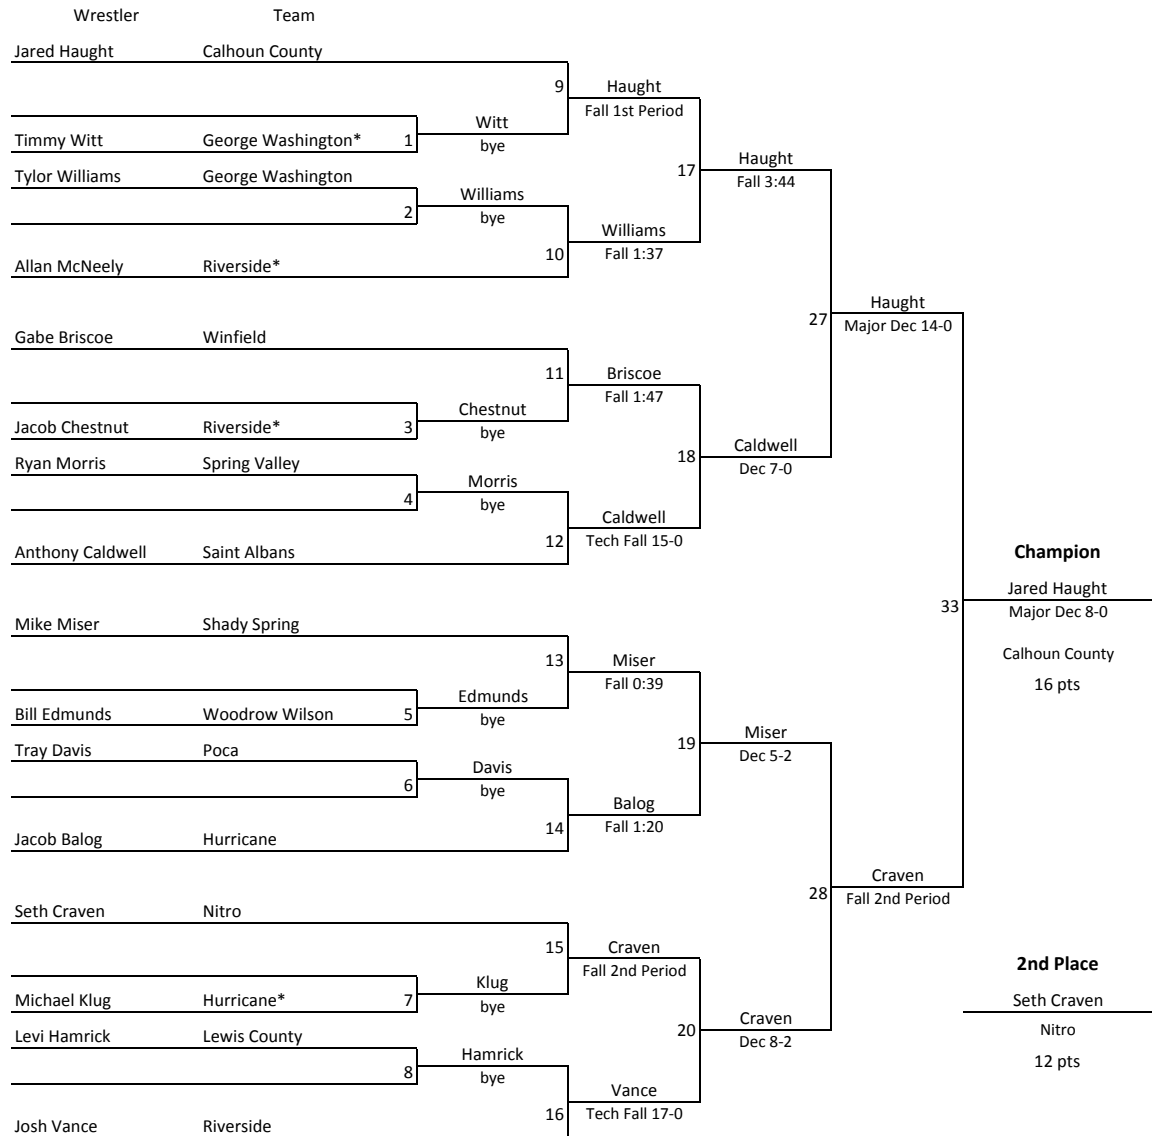 Wrestler Team
Jared Haught Calhoun County
9 Haught
Fall 1st Period
Witt
Timmy Witt George Washington* 1 bye
Haught
17 Fall 3:44
Tylor Williams George Washington
Williams
2 bye
Williams
10 Fall 1:37
Allan McNeely Riverside*
Haught
27 Major Dec 14-0
Gabe Briscoe Winfield
11 Briscoe
Fall 1:47
Chestnut
Jacob Chestnut Riverside* 3 bye
Caldwell
18 Dec 7-0
Ryan Morris Spring Valley
Morris
4 bye
Caldwell
12 Tech Fall 15-0
Anthony Caldwell Saint Albans
Champion
Jared Haught
33 Major Dec 8-0
Calhoun County
16 pts
Mike Miser Shady Spring
13 Miser
Fall 0:39
Edmunds
Bill Edmunds Woodrow Wilson 5 bye
Miser
19 Dec 5-2
Tray Davis Poca
Davis
6 bye
Balog
14 Fall 1:20
Jacob Balog Hurricane
Craven
28 Fall 2nd Period
Seth Craven Nitro
15 Craven
Fall 2nd Period
Klug
Michael Klug Hurricane* 7 bye
Craven
20 Dec 8-2
Levi Hamrick Lewis County
Hamrick
8 bye
Vance
16 Tech Fall 17-0
Josh Vance Riverside
2nd Place
Seth Craven
Nitro
12 pts